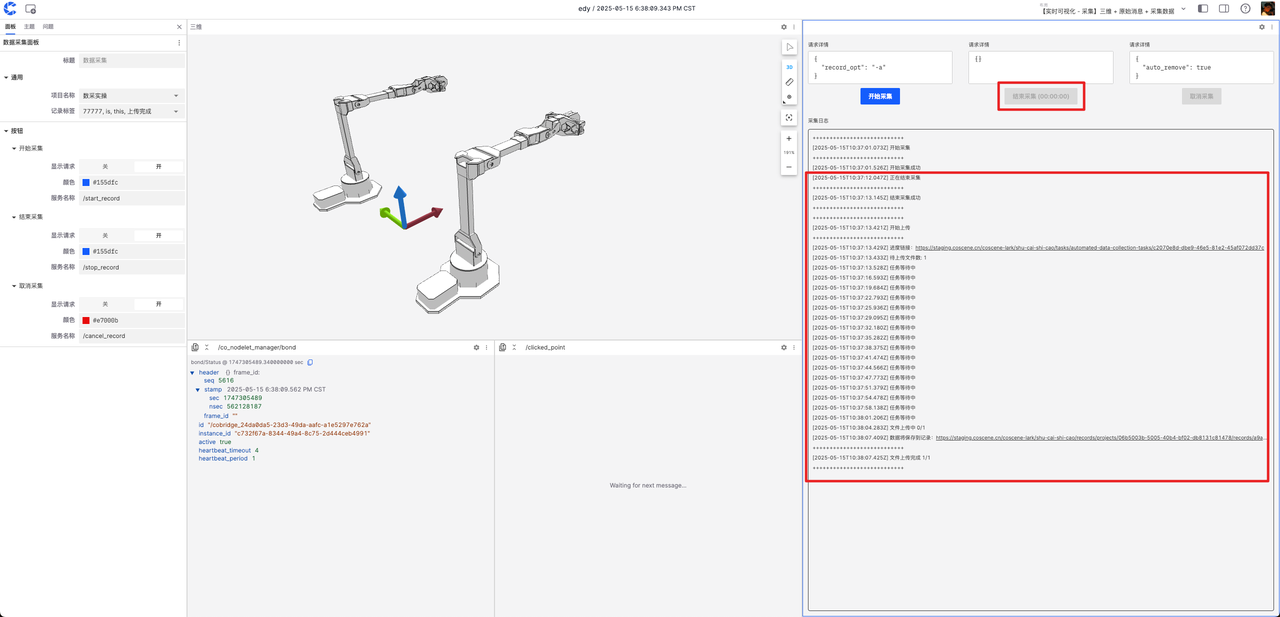 edy / 2025-05-15 6:38:09.343 PM CST
【实时可视化 - 采集】三维 + 原始消息 + 采集数据
面板
主题
问题
数据采集面板
标题
数据采集
通用
项目名称
数采实操
记录标签
77777, is, this, 上传完成
按钮
开始采集
显示请求
关
开
颜色
#155dfc
服务名称
/start_record
结束采集
显示请求
关
开
颜色
#155dfc
服务名称
/stop_record
取消采集
显示请求
关
开
颜色
#e7000b
服务名称
/cancel_record
三维
3D
/co_nodelet_manager/bond
bond/Status @ 1747305489.340000000 sec
header {} frame_id:
seq 5616
stamp 2025-05-15 6:38:09.562 PM CST
sec 1747305489
nsec 562128187
frame_id ""
id "/cobridge_24da0da5-23d3-49da-aafc-a1e5297e762a"
instance_id "c732f67a-8344-49a4-8c75-2d444ceb4991"
active true
heartbeat_timeout 4
heartbeat_period 1
/clicked_point
Waiting for next message...
请求详情
{
"record_opt": "-a"
}
开始采集
请求详情
{}
结束采集 (00:00:00)
请求详情
{
"auto_remove": true
}
取消采集
采集日志
+++++++++++++++++++++++++++
[2025-05-15T10:37:01.073Z] 开始采集
+++++++++++++++++++++++++++
[2025-05-15T10:37:01.526Z] 开始采集成功
[2025-05-15T10:37:12.047Z] 正在结束采集
+++++++++++++++++++++++++++
[2025-05-15T10:37:13.145Z] 结束采集成功
+++++++++++++++++++++++++++
+++++++++++++++++++++++++++
[2025-05-15T10:37:13.421Z] 开始上传
+++++++++++++++++++++++++++
[2025-05-15T10:37:13.429Z] 进度链接: https://staging.coscene.cn/coscene-lark/shu-cai-shi-cao/tasks/automated-data-collection-tasks/c2070e8d-dbe9-46e5-81e2-45af072dd37c
[2025-05-15T10:37:13.433Z] 待上传文件数: 1
[2025-05-15T10:37:13.528Z] 任务等待中
[2025-05-15T10:37:16.593Z] 任务等待中
[2025-05-15T10:37:19.684Z] 任务等待中
[2025-05-15T10:37:22.793Z] 任务等待中
[2025-05-15T10:37:25.936Z] 任务等待中
[2025-05-15T10:37:29.095Z] 任务等待中
[2025-05-15T10:37:32.180Z] 任务等待中
[2025-05-15T10:37:35.282Z] 任务等待中
[2025-05-15T10:37:38.375Z] 任务等待中
[2025-05-15T10:37:41.474Z] 任务等待中
[2025-05-15T10:37:44.566Z] 任务等待中
[2025-05-15T10:37:47.773Z] 任务等待中
[2025-05-15T10:37:51.379Z] 任务等待中
[2025-05-15T10:37:54.478Z] 任务等待中
[2025-05-15T10:37:58.138Z] 任务等待中
[2025-05-15T10:38:01.206Z] 任务等待中
[2025-05-15T10:38:04.283Z] 文件上传中 0/1
[2025-05-15T10:38:07.409Z] 数据将保存到记录: https://staging.coscene.cn/coscene-lark/shu-cai-shi-cao/records/projects/06b5003b-5005-40b4-bf02-db8131c81478/records/a9a...
+++++++++++++++++++++++++++
[2025-05-15T10:38:07.425Z] 文件上传完成 1/1
+++++++++++++++++++++++++++